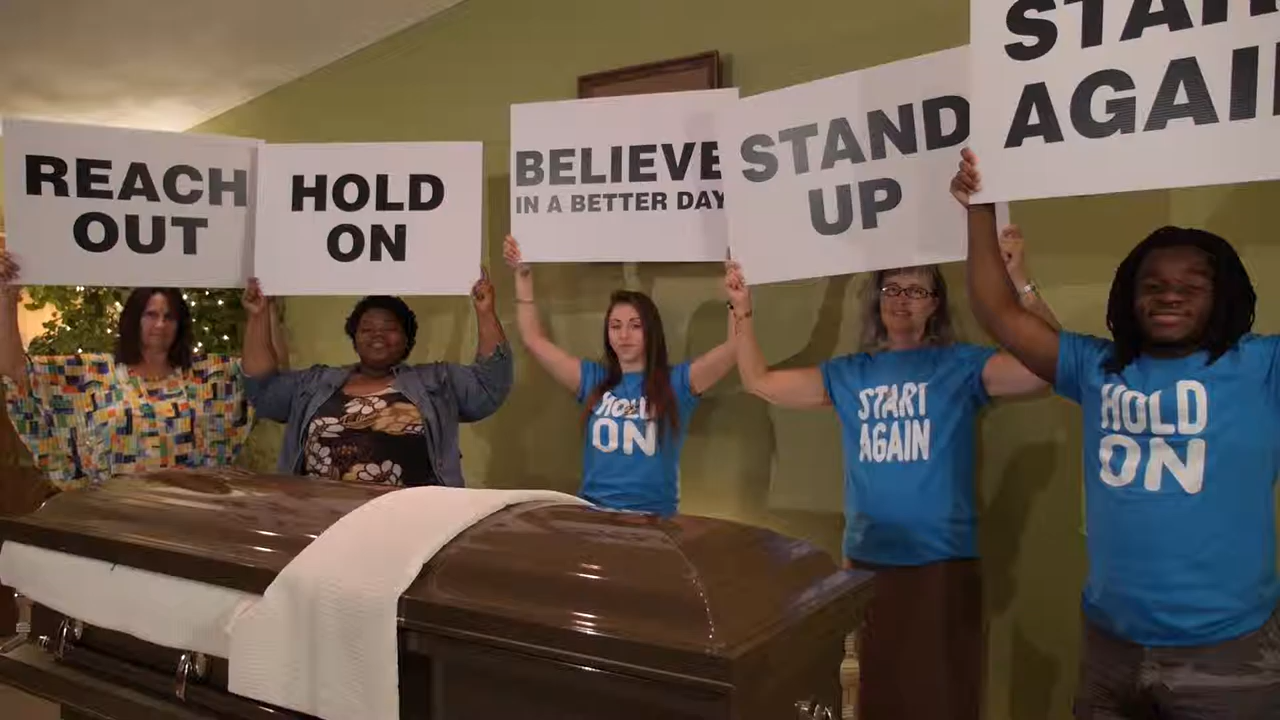 REACH
OUT
HOLD
ON
BELIEVE
IN A BETTER DAY
STAND
UP
AGAI
HOLD
ON
START
AGAIN
HOLD
ON